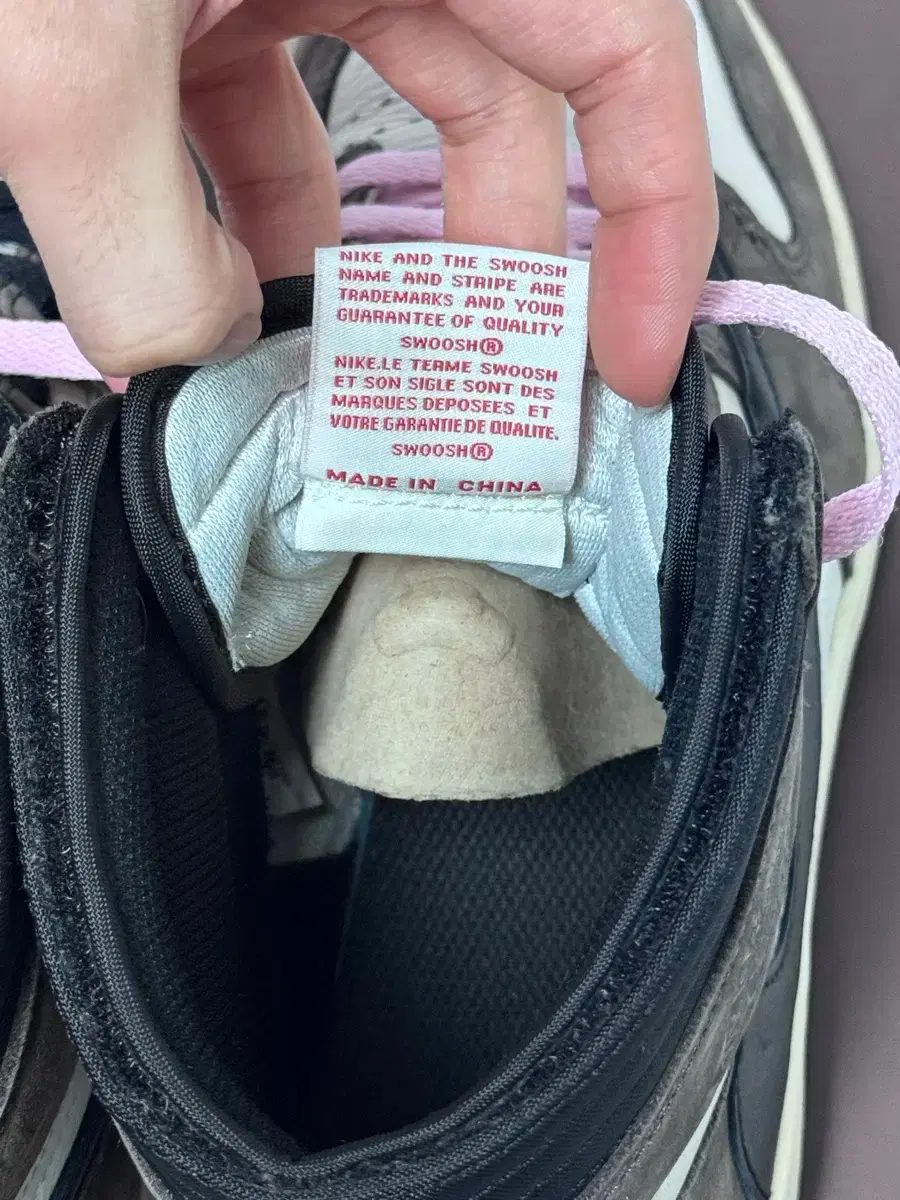 NIKE AND THE SWOOSH
NAME AND STRIPE ARE
TRADEMARKS AND YOUR
GUARANTEE OF QUALITY
SWOOSH®
NIKE.LE TERME SWOOSH
ET SON SIGLE SONT DES
MARQUES DEPOSEES ET
VOTRE GARANTIE DE QUALITE.
SWOOSH®
MADE IN CHINA